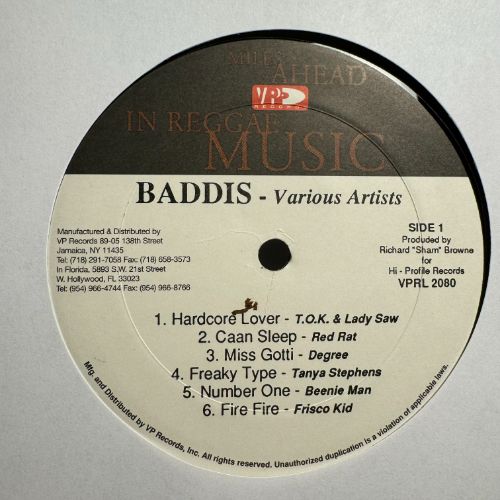 MILES
AHEAD
VP
RECORDS
IN REGGAE
MUSIC
BADDIS - Various Artists
Manufactured & Distributed by
VP Records 89-05 138th Street
Jamaica, NY 11435
Tel: (718) 291-7058 Fax: (718) 658-3573
In Florida. 5893 S.W. 21st Street
W. Hollywood, FL 33023
Tel: (954) 966-4744 Fax: (954) 966-8766
SIDE 1
Produded by
Richard "Sham" Browne
for
Hi - Profile Records
VPRL 2080
1. Hardcore Lover - T.O.K. & Lady Saw
2. Caan Sleep - Red Rat
3. Miss Gotti - Degree
4. Freaky Type - Tanya Stephens
5. Number One - Beenie Man
6. Fire Fire - Frisco Kid
Mfg. and Distributed by VP Records, Inc. All rights reserved. Unauthorized duplication is a violation of applicable laws.